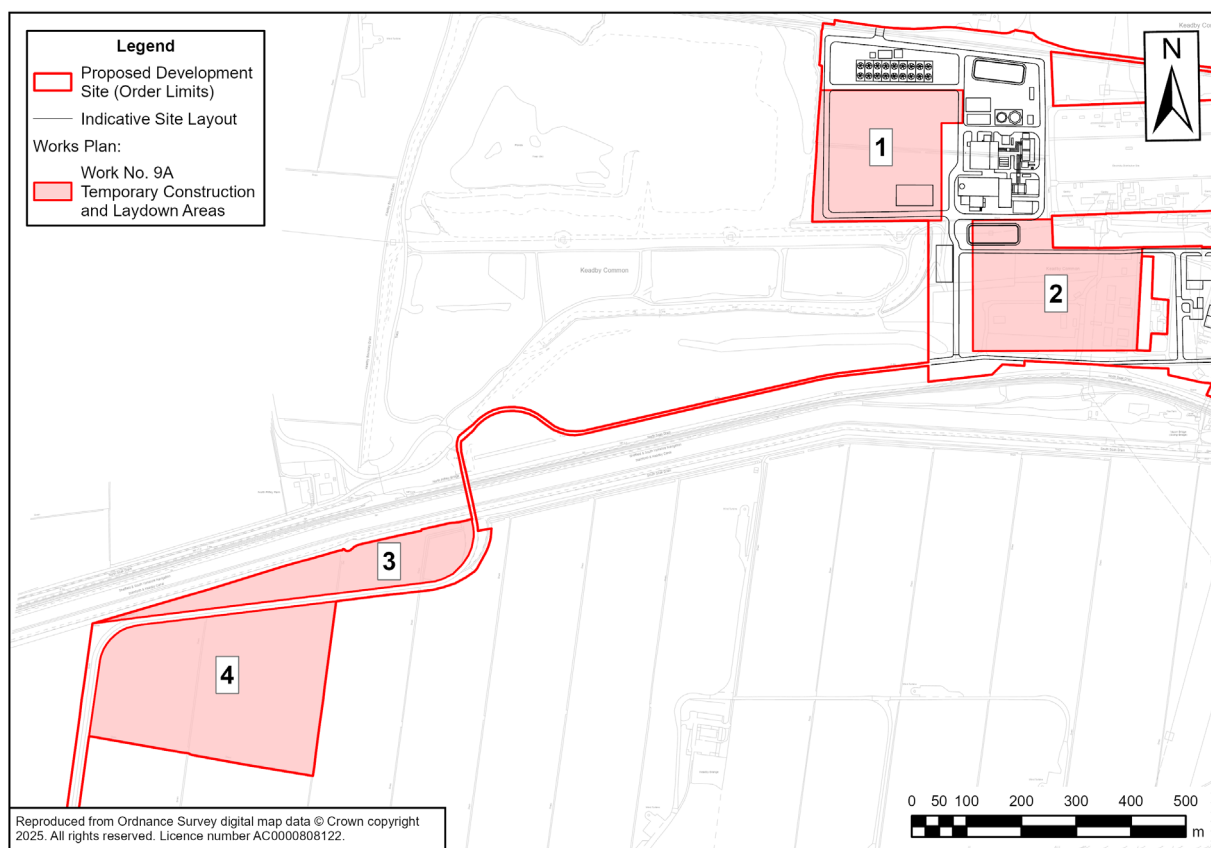 Legend
Proposed Development
Site (Order Limits)
Indicative Site Layout
Works Plan:
Work No. 9A
Temporary Construction
and Laydown Areas
Keadby Co
N
1
Keadby Common
2
3
4
0 50 100 200 300 400 500
m
Reproduced from Ordnance Survey digital map data © Crown copyright
2025. All rights reserved. Licence number AC0000808122.